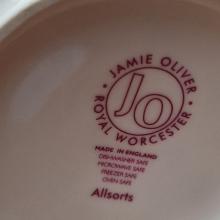 • JAMIE OLIVER •
JO
ROYAL WORCESTER
MADE IN ENGLAND
DISHWASHER SAFE
MICROWAVE SAFE
FREEZER SAFE
OVEN SAFE
Allsorts